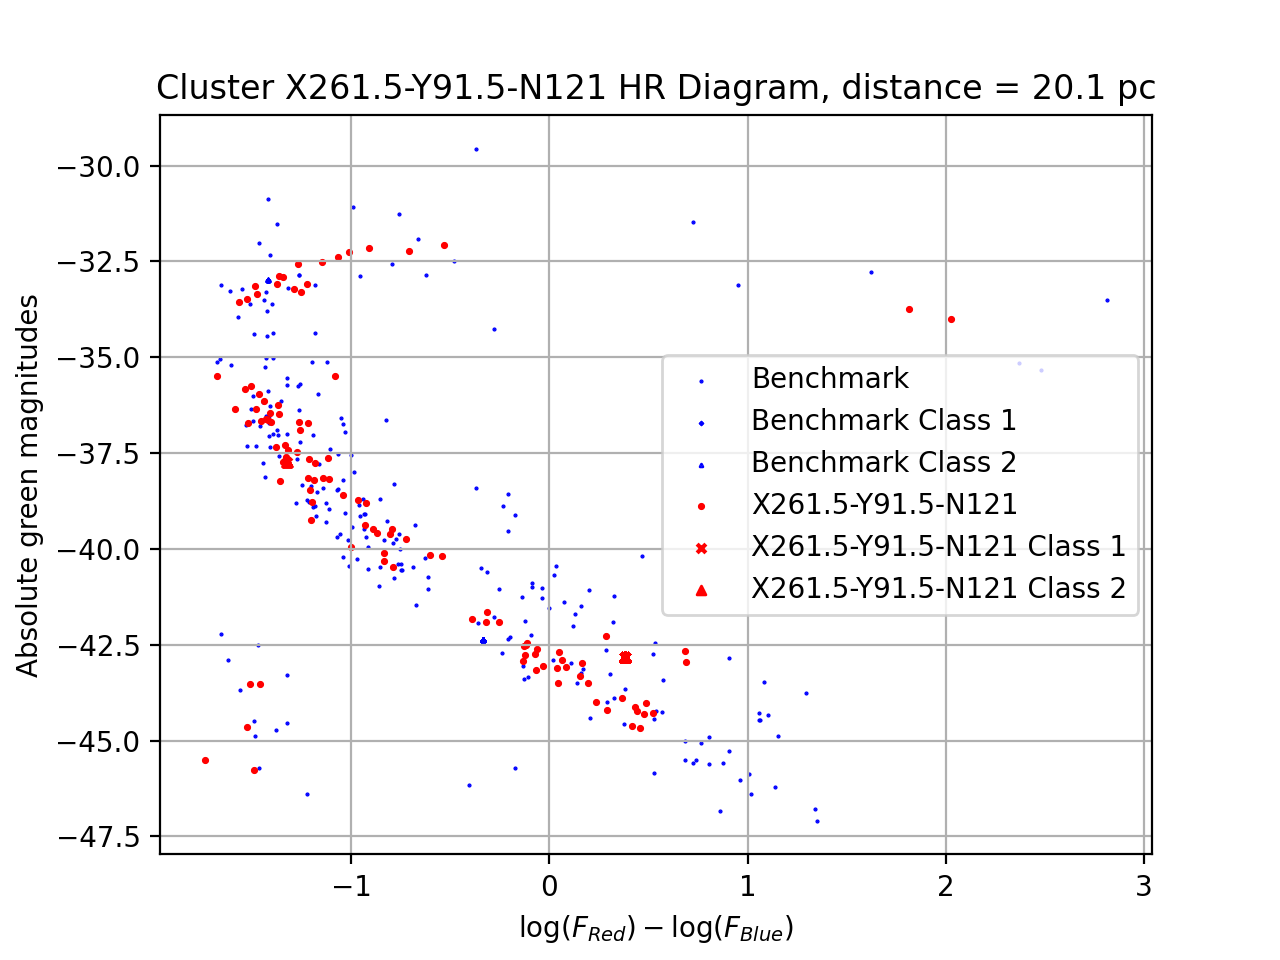 Cluster X261.5-Y91.5-N121 HR Diagram, distance = 20.1 pc
Absolute green magnitudes
−30.0
−32.5
−35.0
−37.5
−40.0
−42.5
−45.0
−47.5
Benchmark
Benchmark Class 1
Benchmark Class 2
X261.5-Y91.5-N121
X261.5-Y91.5-N121 Class 1
X261.5-Y91.5-N121 Class 2
−1 0 1 2 3
log(F_Red) − log(F_Blue)